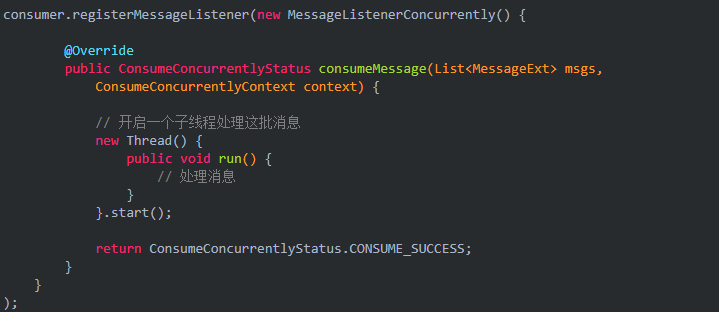 consumer.registerMessageListener(new MessageListenerConcurrently() {
@Override
public ConsumeConcurrentlyStatus consumeMessage(List<MessageExt> msgs,
ConsumeConcurrentlyContext context) {
// 开启一个子线程处理这批消息
new Thread() {
public void run() {
// 处理消息
}
}.start();
return ConsumeConcurrentlyStatus.CONSUME_SUCCESS;
}
}
);